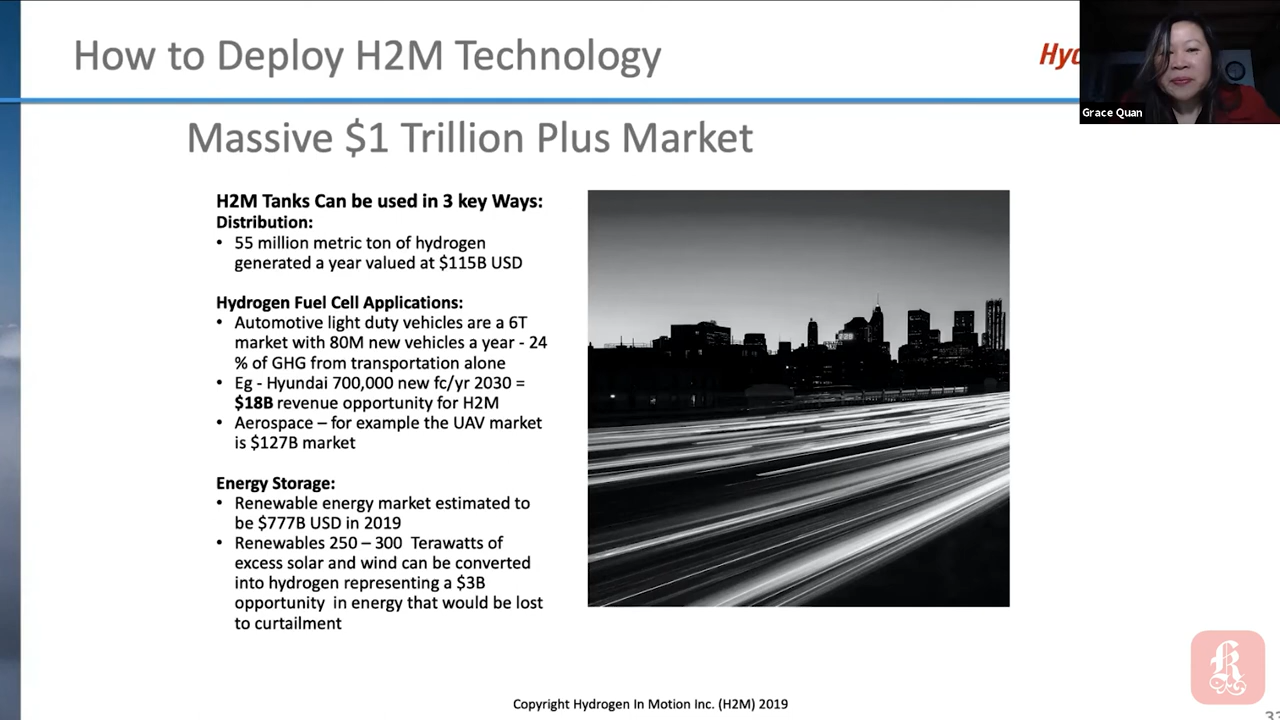 How to Deploy H2M Technology
Hyd
Grace Quan
Massive $1 Trillion Plus Market
H2M Tanks Can be used in 3 key Ways:
Distribution:
• 55 million metric ton of hydrogen
generated a year valued at $115B USD
Hydrogen Fuel Cell Applications:
• Automotive light duty vehicles are a 6T
market with 80M new vehicles a year - 24
% of GHG from transportation alone
• Eg - Hyundai 700,000 new fc/yr 2030 =
$18B revenue opportunity for H2M
• Aerospace – for example the UAV market
is $127B market
Energy Storage:
• Renewable energy market estimated to
be $777B USD in 2019
• Renewables 250 – 300 Terawatts of
excess solar and wind can be converted
into hydrogen representing a $3B
opportunity in energy that would be lost
to curtailment
Copyright Hydrogen In Motion Inc. (H2M) 2019